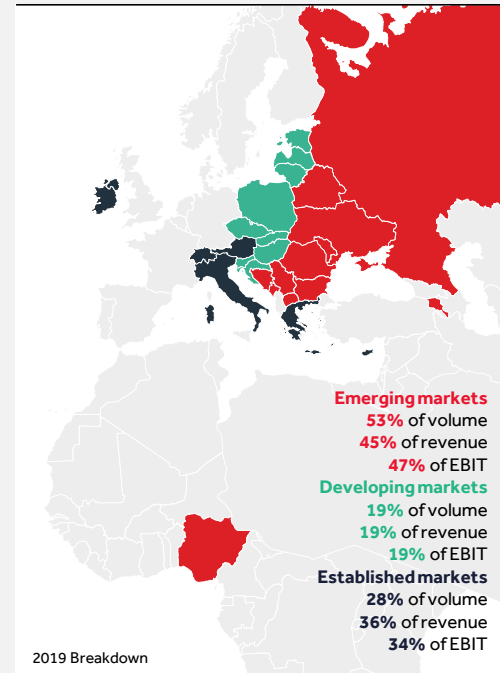 Emerging markets
53% of volume
45% of revenue
47% of EBIT
Developing markets
19% of volume
19% of revenue
19% of EBIT
Established markets
28% of volume
36% of revenue
34% of EBIT
2019 Breakdown